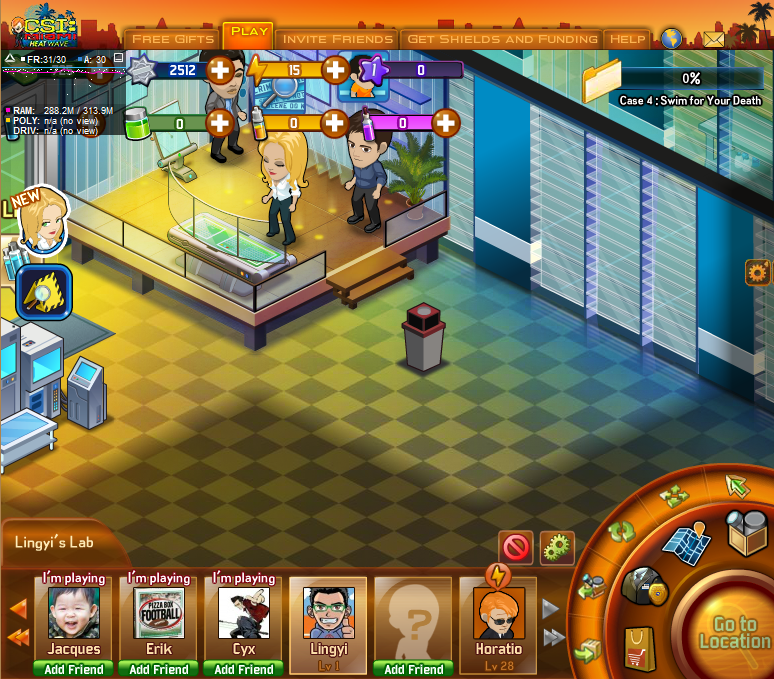 CSI:
Miami
HEAT WAVE
FREE GIFTS
PLAY
INVITE FRIENDS
GET SHIELDS AND FUNDING
HELP
FR:31/30 A: 30
2512
15
1
0
0%
Case 4 : Swim for Your Death
RAM: 288.2M / 313.9M
POLY: n/a (no view)
DRIV: n/a (no view)
0
0
0
NEW
Lingyi's Lab
I'm playing
I'm playing
I'm playing
PIZZA BOX
FOOTBALL
?
Jacques
Erik
Cyx
Lingyi
Horatio
Add Friend
Add Friend
Add Friend
Lv 1
Add Friend
Lv 28
Go to
Location